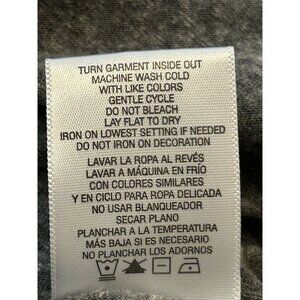 TURN GARMENT INSIDE OUT
MACHINE WASH COLD
WITH LIKE COLORS
GENTLE CYCLE
DO NOT BLEACH
LAY FLAT TO DRY
IRON ON LOWEST SETTING IF NEEDED
DO NOT IRON ON DECORATION
LAVAR LA ROPA AL REVÉS
LAVAR A MÁQUINA EN FRÍO
CON COLORES SIMILARES
Y EN CICLO PARA ROPA DELICADA
NO USAR BLANQUEADOR
SECAR PLANO
PLANCHAR A LA TEMPERATURA
MÁS BAJA SI ES NECESARIO
NO PLANCHAR LOS ADORNOS